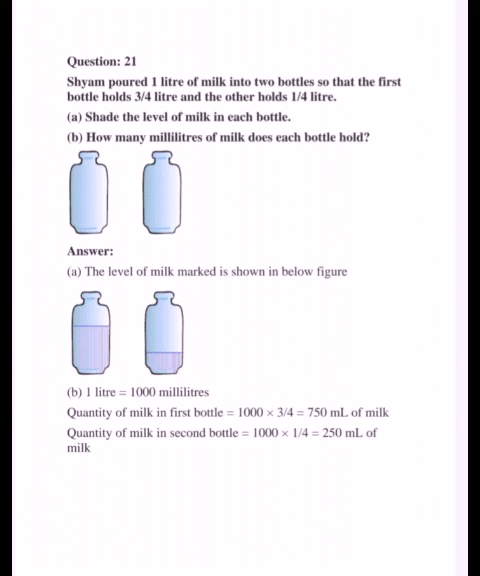 Question: 21
Shyam poured 1 litre of milk into two bottles so that the first
bottle holds 3/4 litre and the other holds 1/4 litre.
(a) Shade the level of milk in each bottle.
(b) How many millilitres of milk does each bottle hold?
Answer:
(a) The level of milk marked is shown in below figure
(b) 1 litre = 1000 millilitres
Quantity of milk in first bottle = 1000 × 3/4 = 750 mL of milk
Quantity of milk in second bottle = 1000 × 1/4 = 250 mL of
milk